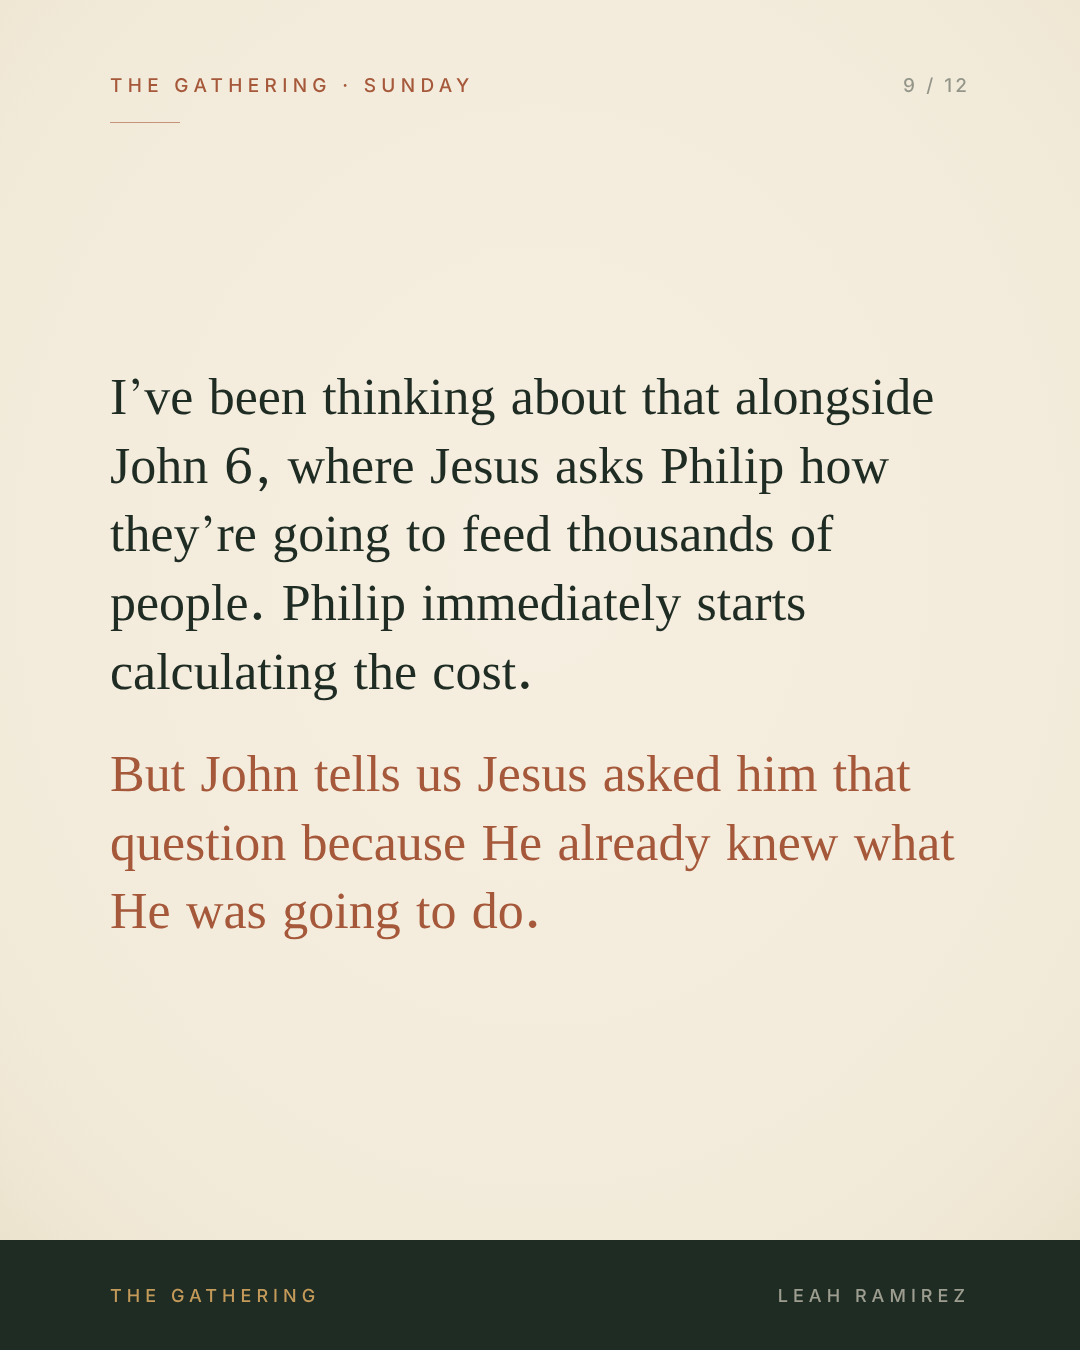 THE GATHERING · SUNDAY
9 / 12
I’ve been thinking about that alongside
John 6, where Jesus asks Philip how
they’re going to feed thousands of
people. Philip immediately starts
calculating the cost.
But John tells us Jesus asked him that
question because He already knew what
He was going to do.
THE GATHERING
LEAH RAMIREZ